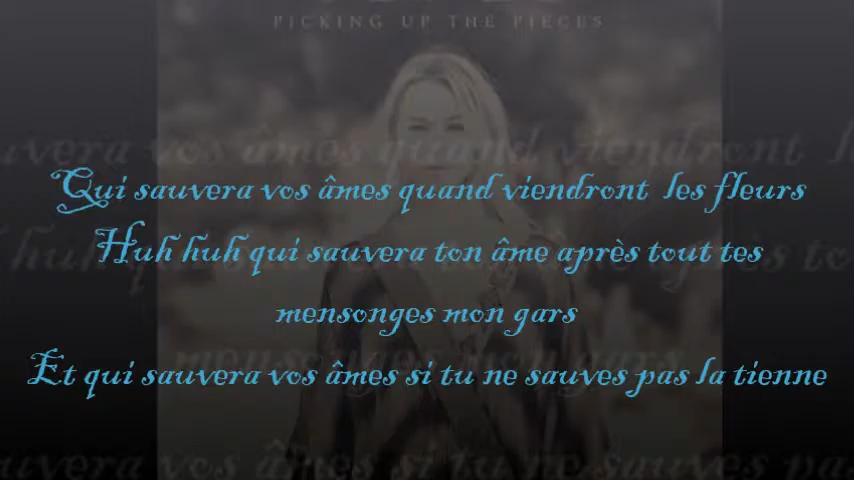 PICKING UP THE PIECES
Qui sauvera vos âmes quand viendront les fleurs
Huh huh qui sauvera ton âme après tout tes
mensonges mon gars
Et qui sauvera vos âmes si tu ne sauves pas la tienne